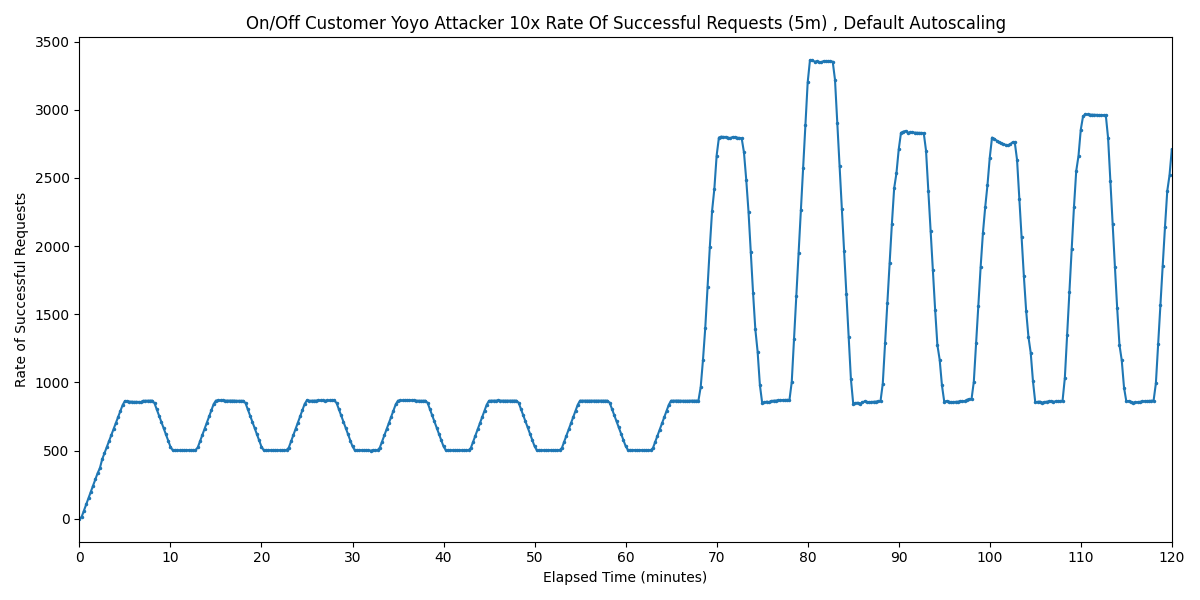 On/Off Customer Yoyo Attacker 10x Rate Of Successful Requests (5m) , Default Autoscaling
3500
3000
2500
2000
1500
1000
500
0
Rate of Successful Requests
0 10 20 30 40 50 60 70 80 90 100 110 120
Elapsed Time (minutes)